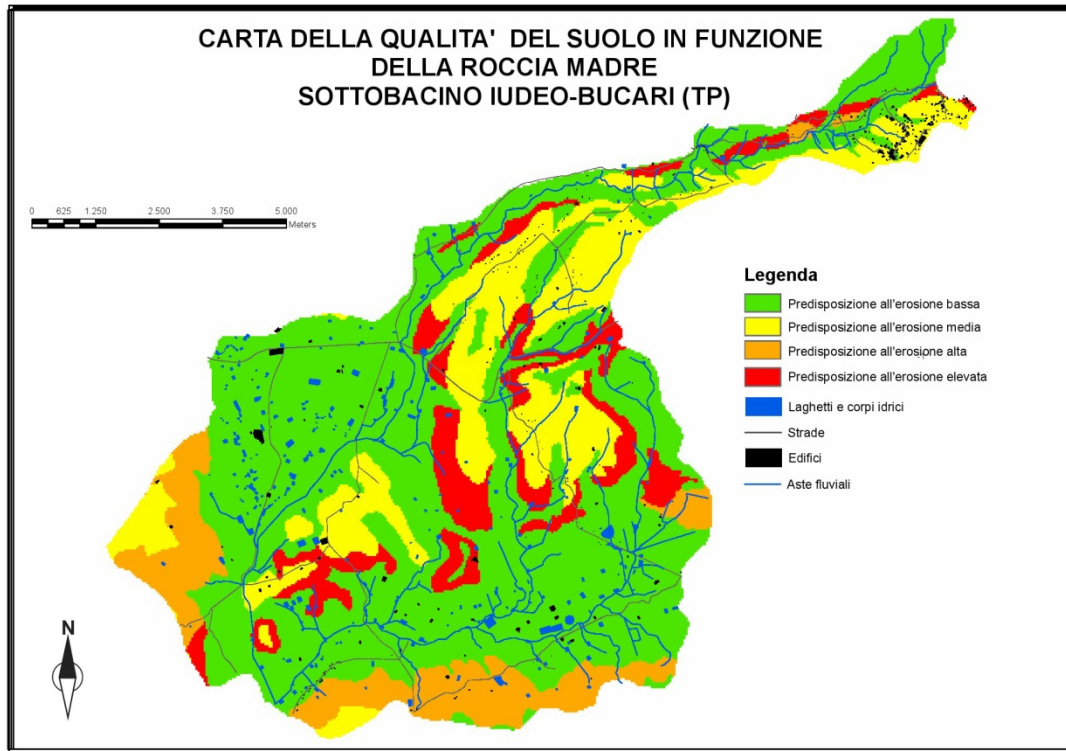 CARTA DELLA QUALITA' DEL SUOLO IN FUNZIONE
DELLA ROCCIA MADRE
SOTTOBACINO IUDEO-BUCARI (TP)
0 625 1.250 2.500 3.750 5.000
Meters
Legenda
Predisposizione all'erosione bassa
Predisposizione all'erosione media
Predisposizione all'erosione alta
Predisposizione all'erosione elevata
Laghetti e corpi idrici
Strade
Edifici
Aste fluviali
N